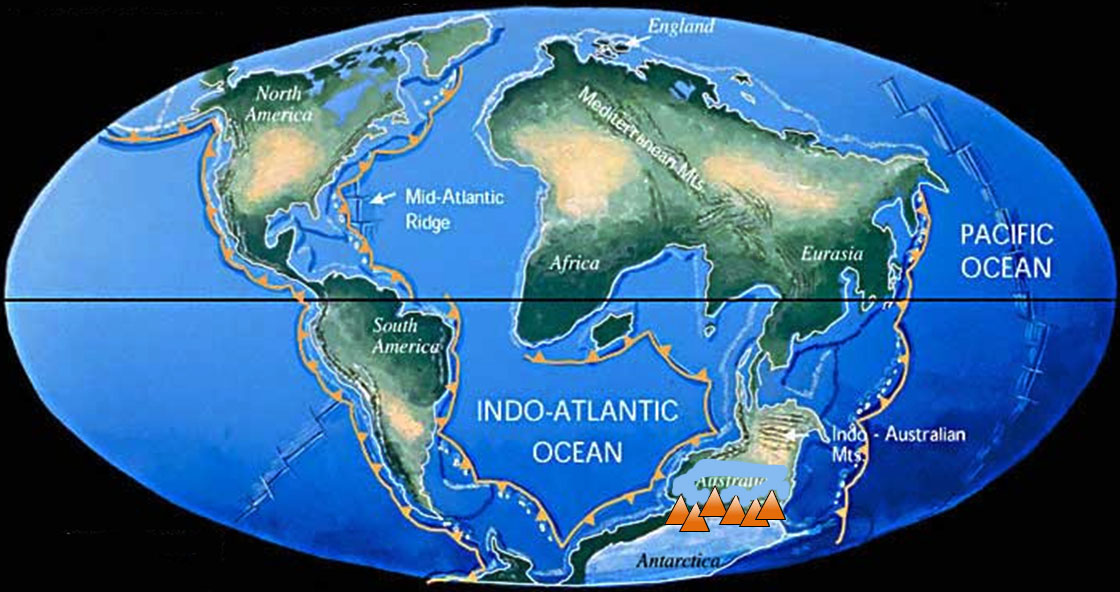 England
North
America
Mediterranean Mts.
Mid-Atlantic
Ridge
PACIFIC
OCEAN
Eurasia
Africa
South
America
INDO-ATLANTIC
OCEAN
Indo - Australian
Mts.
Antarctica